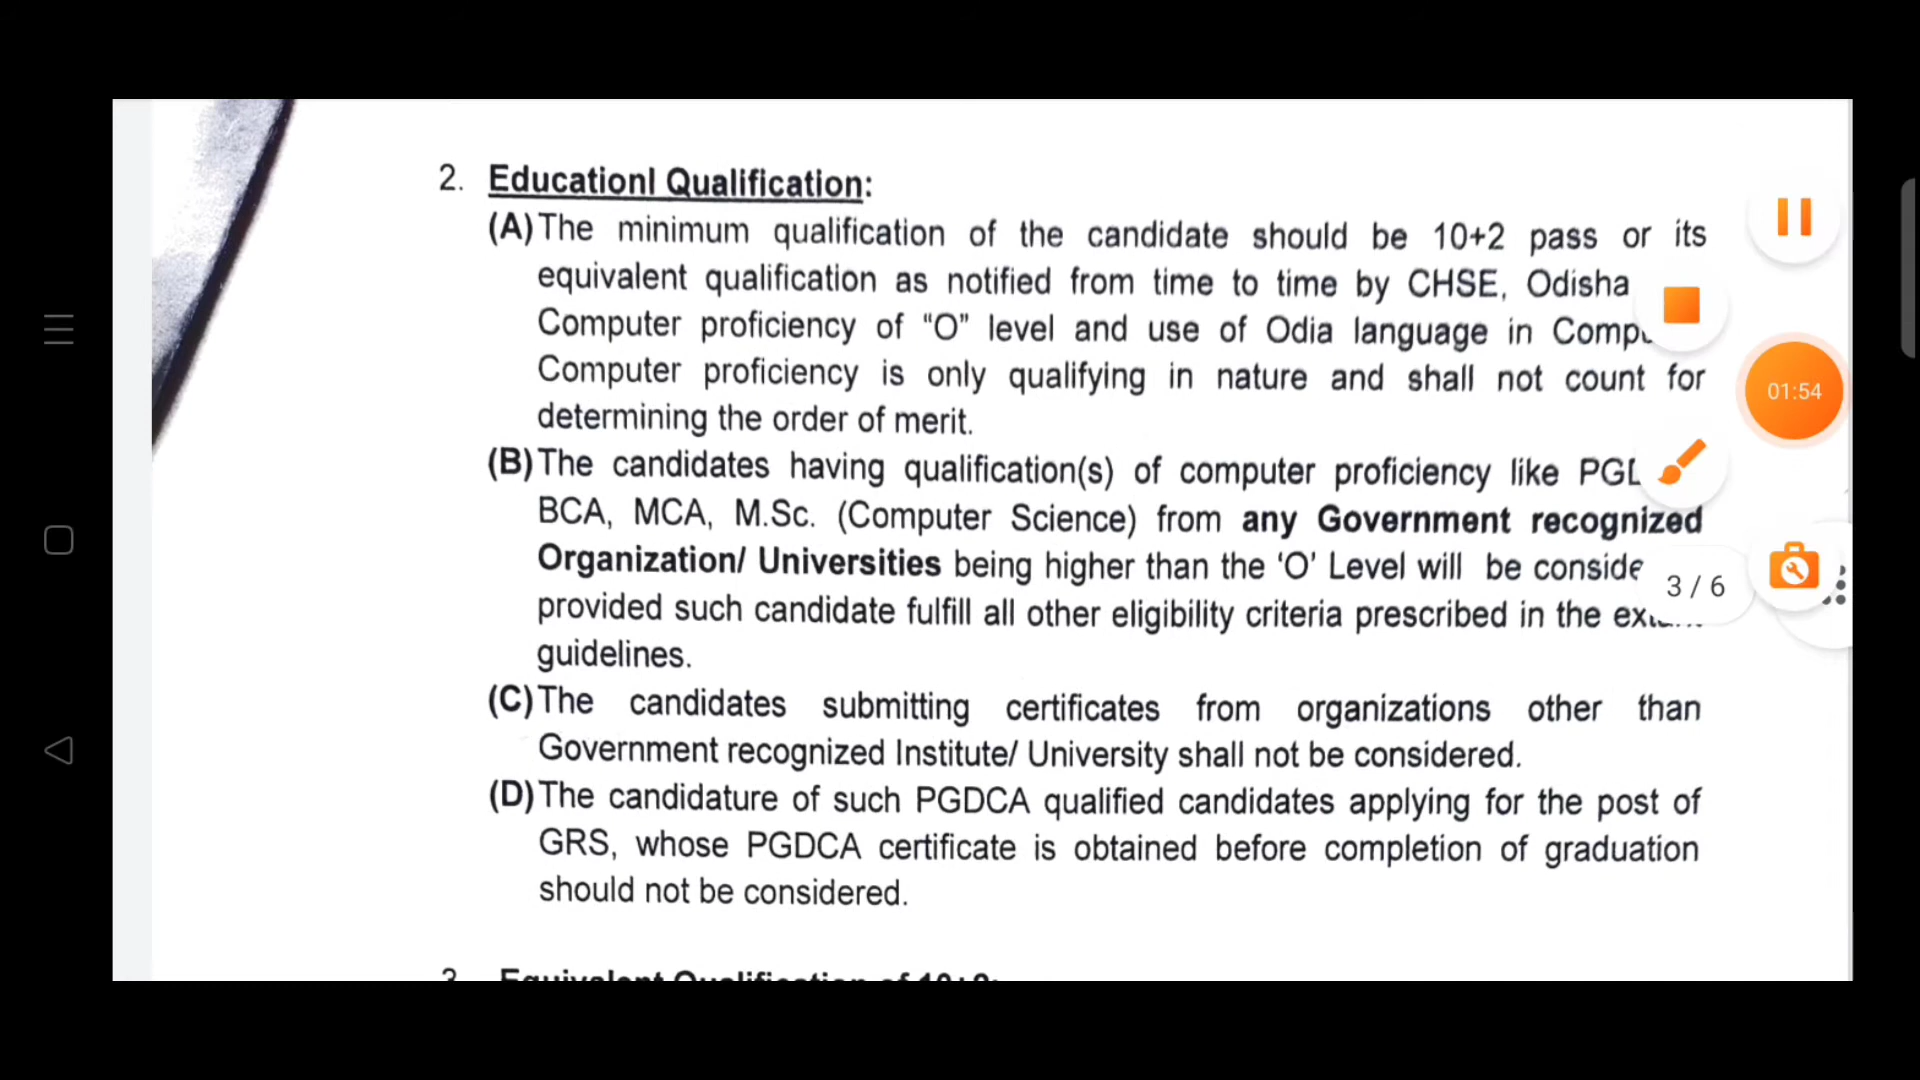 2. Educationl Qualification:
(A) The minimum qualification of the candidate should be 10+2 pass or its
equivalent qualification as notified from time to time by CHSE, Odisha
Computer proficiency of “O” level and use of Odia language in
Computer proficiency is only qualifying in nature and shall not count for
determining the order of merit.
(B) The candidates having qualification(s) of computer proficiency like
BCA, MCA, M.Sc. (Computer Science) from any Government recognized
Organization/ Universities being higher than the ‘O’ Level will be
provided such candidate fulfill all other eligibility criteria prescribed in the
guidelines.
(C) The candidates submitting certificates from organizations other than
Government recognized Institute/ University shall not be considered.
(D) The candidature of such PGDCA qualified candidates applying for the post of
GRS, whose PGDCA certificate is obtained before completion of graduation
should not be considered.
01:54
3 / 6